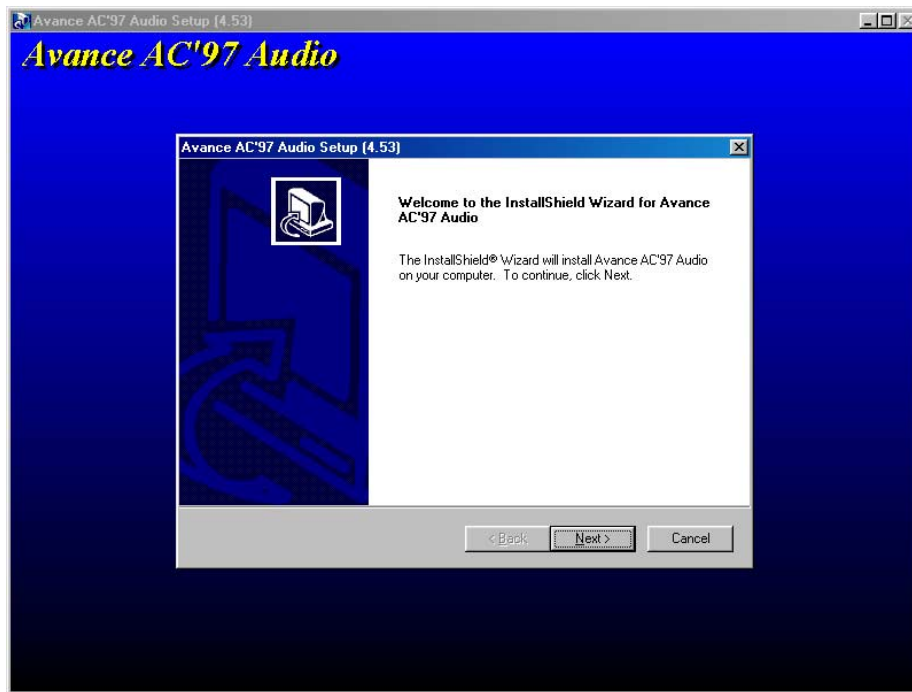 Avance AC'97 Audio Setup (4.53)
Avance AC'97 Audio
Avance AC'97 Audio Setup (4.53)
Welcome to the InstallShield Wizard for Avance
AC'97 Audio
The InstallShield® Wizard will install Avance AC'97 Audio
on your computer. To continue, click Next.
< Back Next > Cancel